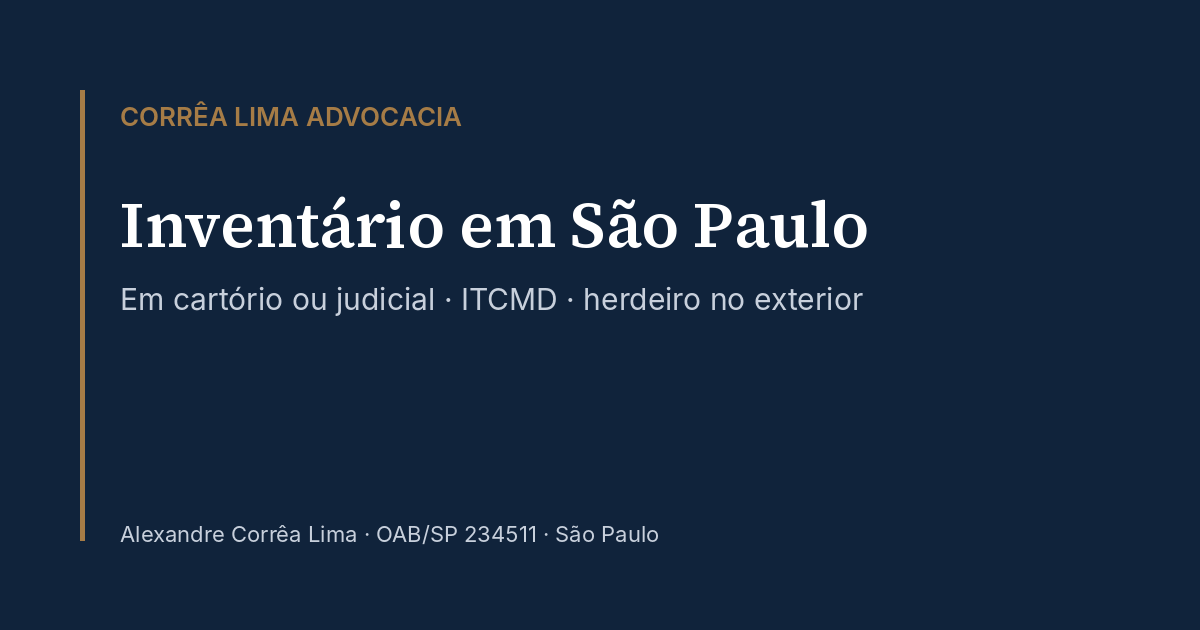 CORRÊA LIMA ADVOCACIA
Inventário em São Paulo
Em cartório ou judicial · ITCMD · herdeiro no exterior
Alexandre Corrêa Lima · OAB/SP 234511 · São Paulo